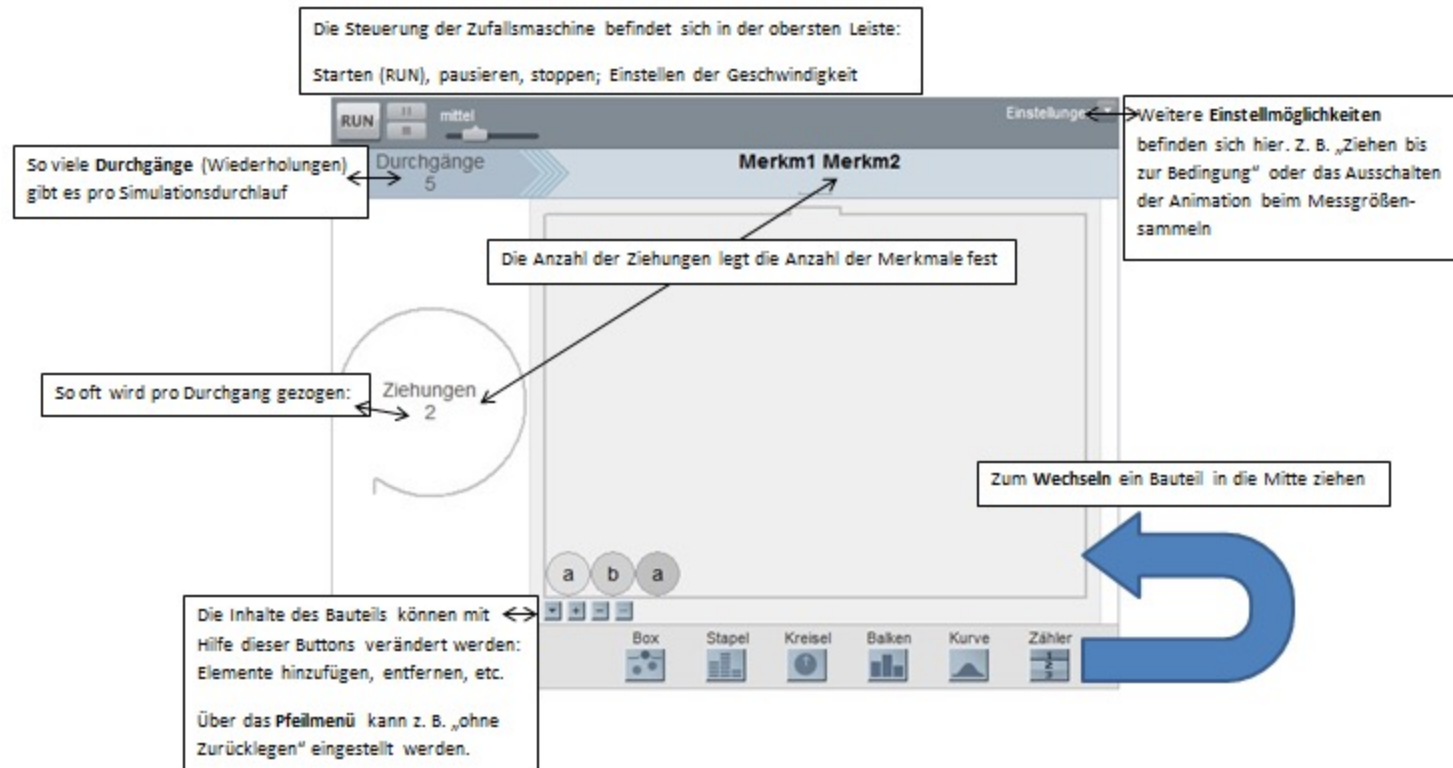 Die Steuerung der Zufallsmaschine befindet sich in der obersten Leiste:
Starten (RUN), pausieren, stoppen; Einstellen der Geschwindigkeit
RUN
mittel
Einstellunge
Weitere Einstellmöglichkeiten
befinden sich hier. Z. B. „Ziehen bis
zur Bedingung“ oder das Ausschalten
der Animation beim Messgrößen-
sammeln
So viele Durchgänge (Wiederholungen)
gibt es pro Simulationsdurchlauf
Durchgänge
5
Merkm1 Merkm2
Die Anzahl der Ziehungen legt die Anzahl der Merkmale fest
So oft wird pro Durchgang gezogen:
Ziehungen
2
Zum Wechseln ein Bauteil in die Mitte ziehen
a b a
Die Inhalte des Bauteils können mit
Hilfe dieser Buttons verändert werden:
Elemente hinzufügen, entfernen, etc.
Über das Pfeilmenü kann z. B. „ohne
Zurücklegen“ eingestellt werden.
Box Stapel Kreisel Balken Kurve Zähler
1
2
3